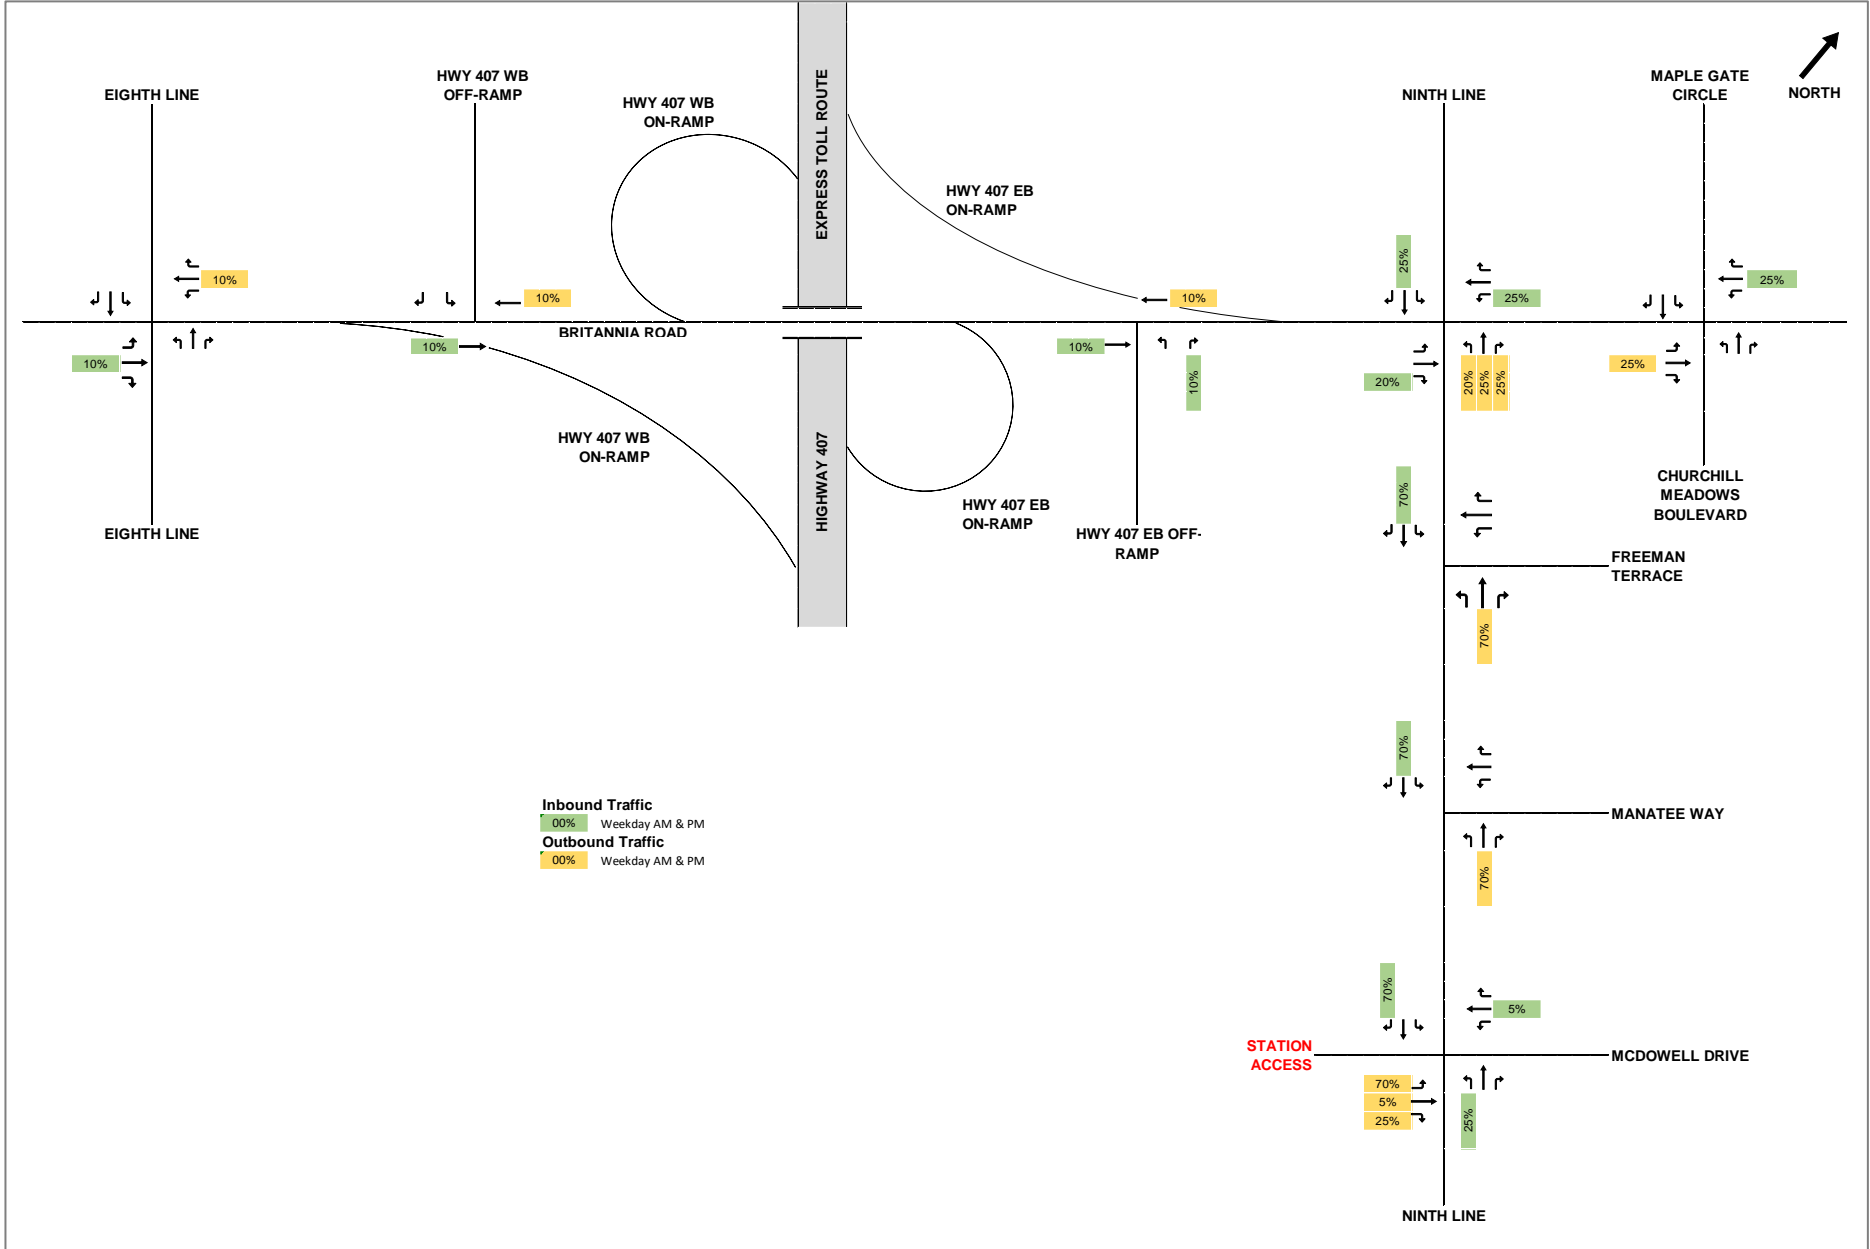 MAPLE GATE
CIRCLE
NORTH
HWY 407 WB
OFF-RAMP
EIGHTH LINE
HWY 407 WB
ON-RAMP
EXPRESS TOLL ROUTE
NINTH LINE
HWY 407 EB
ON-RAMP
25%
10%
10%
10%
25%
25%
BRITANNIA ROAD
10%
10%
10%
10%
20%
20%
25%
25%
25%
HWY 407 WB
ON-RAMP
HIGHWAY 407
70%
CHURCHILL
MEADOWS
BOULEVARD
HWY 407 EB
ON-RAMP
EIGHTH LINE
HWY 407 EB OFF-
RAMP
FREEMAN
TERRACE
70%
70%
Inbound Traffic
00% Weekday AM & PM
Outbound Traffic
00% Weekday AM & PM
MANATEE WAY
70%
70%
5%
STATION
ACCESS
MCDOWELL DRIVE
70%
5%
25%
25%
NINTH LINE